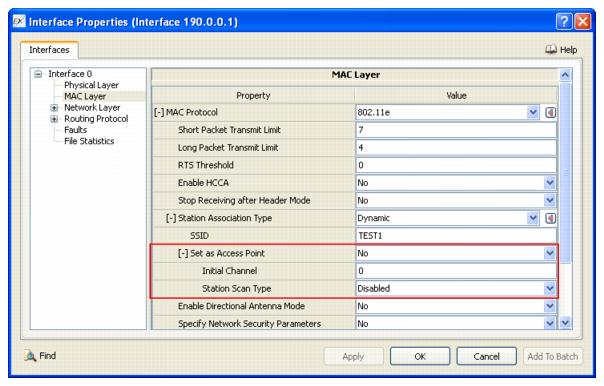 EX Interface Properties (Interface 190.0.0.1)
Interfaces
Help
Interface 0
Physical Layer
MAC Layer
Network Layer
Routing Protocol
Faults
File Statistics
MAC Layer
Property Value
[-] MAC Protocol 802.11e
Short Packet Transmit Limit 7
Long Packet Transmit Limit 4
RTS Threshold 0
Enable HCCA No
Stop Receiving after Header Mode No
[-] Station Association Type Dynamic
SSID TEST1
[-] Set as Access Point No
Initial Channel 0
Station Scan Type Disabled
Enable Directional Antenna Mode No
Specify Network Security Parameters No
Find
Apply OK Cancel Add To Batch